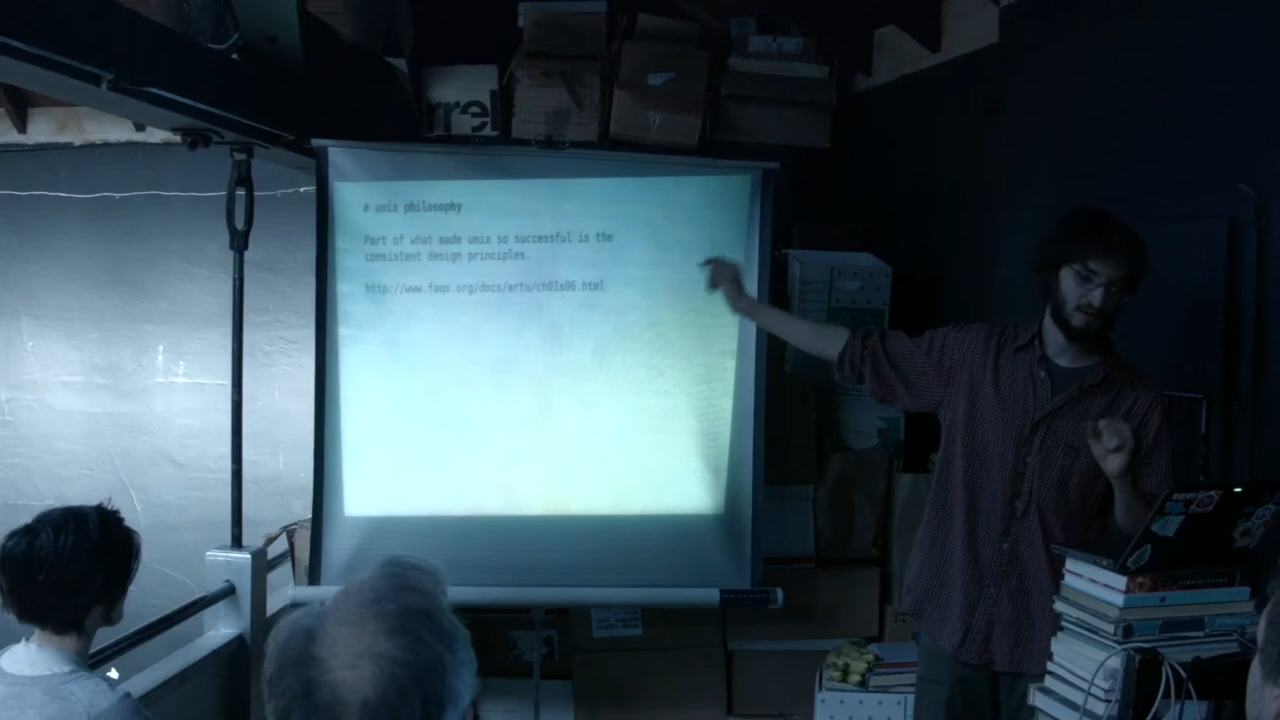 rrel
# unix philosophy
Part of what made unix so successful is the
consistent design principles.
http://www.faqs.org/docs/artu/ch01s06.html